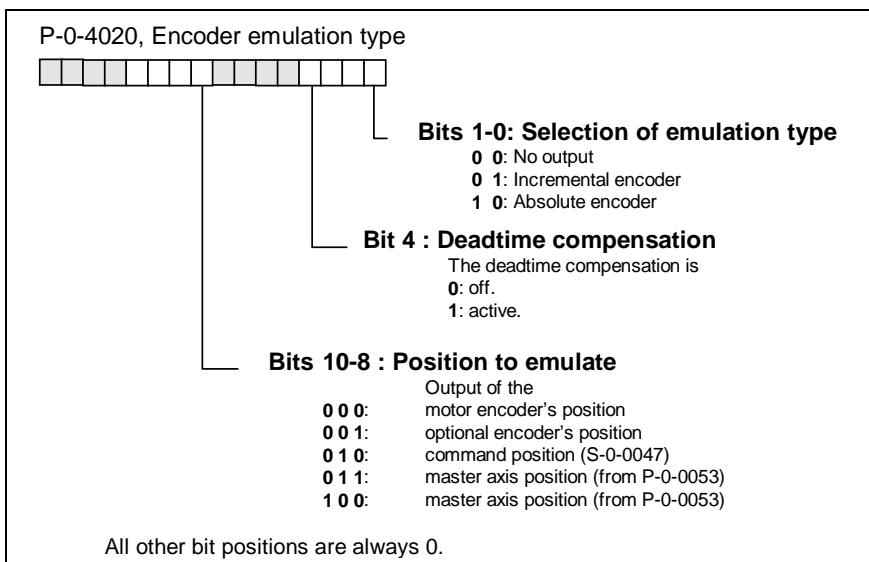 P-0-4020, Encoder emulation type
Bits 1-0: Selection of emulation type
0 0: No output
0 1: Incremental encoder
1 0: Absolute encoder
Bit 4 : Deadtime compensation
The deadtime compensation is
0: off.
1: active.
Bits 10-8 : Position to emulate
Output of the
0 0 0: motor encoder's position
0 0 1: optional encoder's position
0 1 0: command position (S-0-0047)
0 1 1: master axis position (from P-0-0053)
1 0 0: master axis position (from P-0-0053)
All other bit positions are always 0.